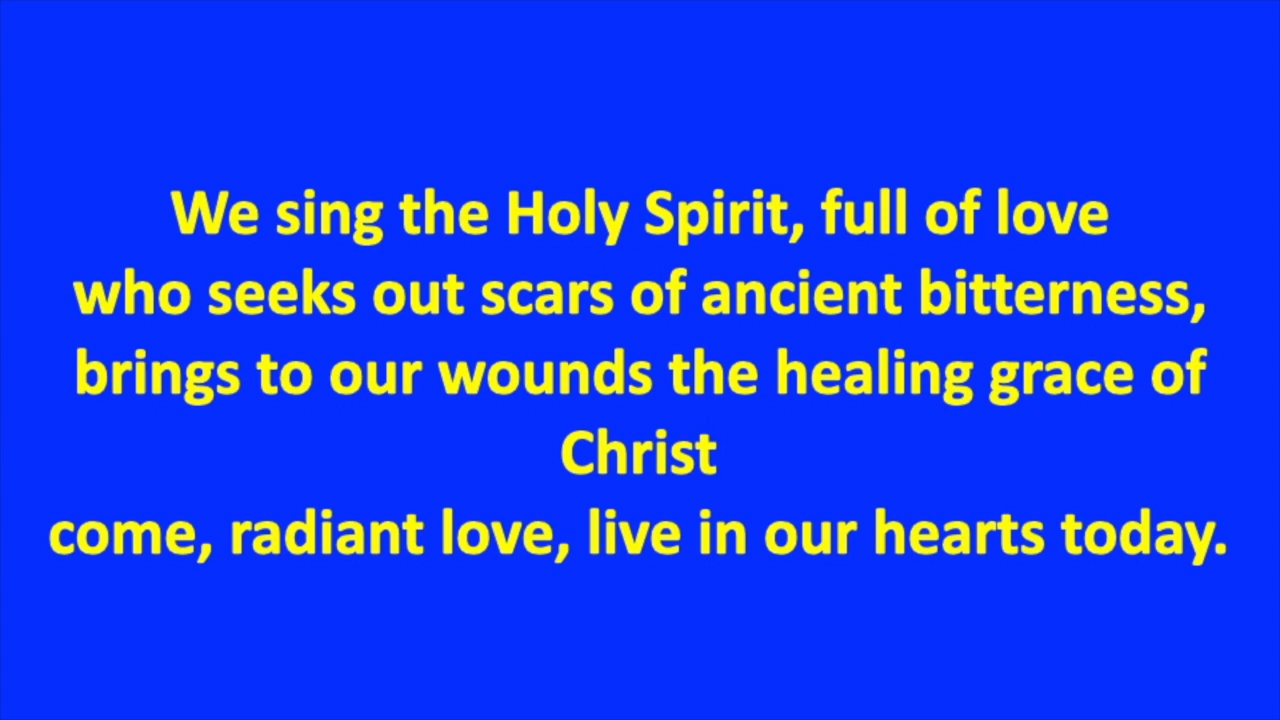 We sing the Holy Spirit, full of love
who seeks out scars of ancient bitterness,
brings to our wounds the healing grace of
Christ
come, radiant love, live in our hearts today.